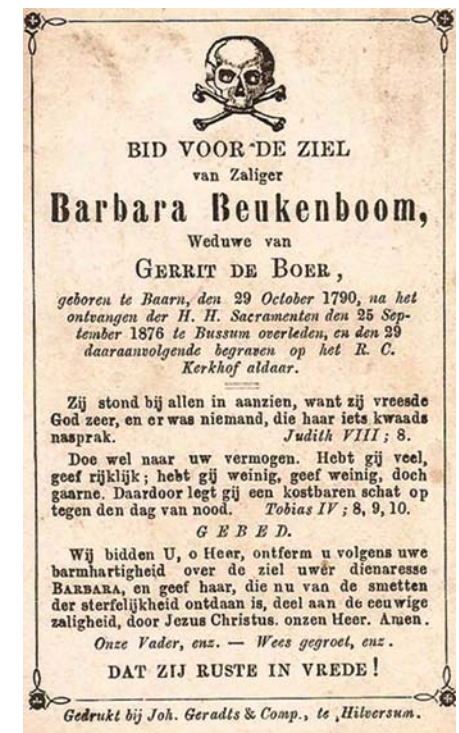 BID VOOR DE ZIEL
van Zaliger
Barbara Beukenboom,
Weduwe van
GERRIT DE BOER,
geboren te Baarn, den 29 October 1790, na het
ontvangen der H. H. Sacramenten den 25 Sep-
tember 1876 te Bussum overleden, en den 29
daaraanvolgende begraven op het R. C.
Kerkhof aldaar.
Zij stond bij allen in aanzien, want zij vreesde
God zeer, en er was niemand, die haar iets kwaads
nasprak. Judith VIII; 8.
Doe wel naar uw vermogen. Hebt gij veel,
geef rijklijk; hebt gij weinig, geef weinig, doch
gaarne. Daardoor legt gij een kostbaren schat op
tegen den dag van nood. Tobias IV; 8, 9, 10.
GEBED.
Wij bidden U, o Heer, ontferm u volgens uwe
barmhartigheid over de ziel uwer dienaresse
BARBARA, en geef haar, die nu van de smetten
der sterfelijkheid ontdaan is, deel aan de eeuwige
zaligheid, door Jezus Christus. onzen Heer. Amen.
Onze Vader, enz. — Wees gegroet, enz.
DAT ZIJ RUSTE IN VREDE!
Gedrukt bij Joh. Geradts & Comp., te Hilversum.